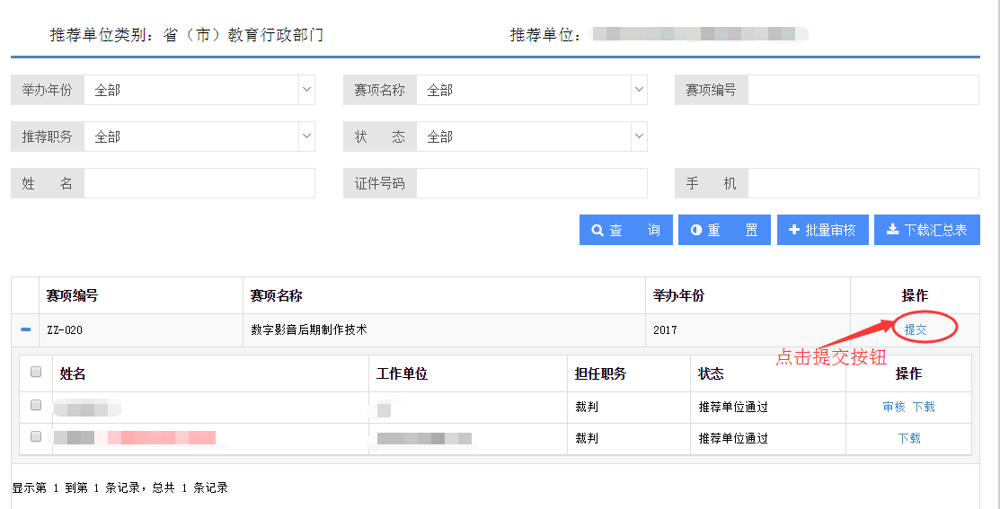 推荐单位类别：省（市）教育行政部门 推荐单位：
举办年份 全部 赛项名称 全部 赛项编号
推荐职务 全部 状 态 全部
姓 名 证件号码 手 机
查 询 重 置 批量审核 下载汇总表
赛项编号 赛项名称 举办年份 操作
ZZ-020 数字影音后期制作技术 2017 提交
点击提交按钮
姓名 工作单位 担任职务 状态 操作
裁判 推荐单位通过 审核 下载
裁判 推荐单位通过 下载
显示第 1 到第 1 条记录，总共 1 条记录